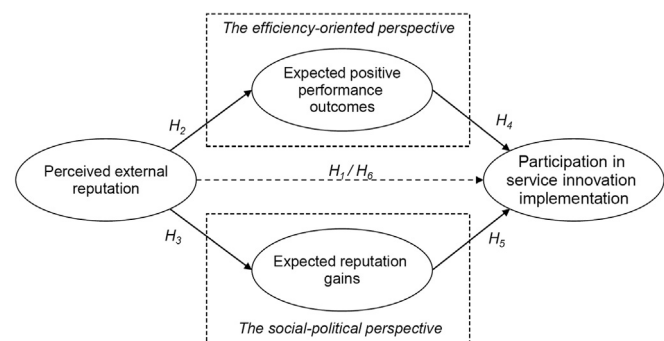 The efficiency-oriented perspective
Expected positive
performance
outcomes
H2
H4
Perceived external
reputation
H1 / H6
Participation in
service innovation
implementation
H3
H5
Expected reputation
gains
The social-political perspective